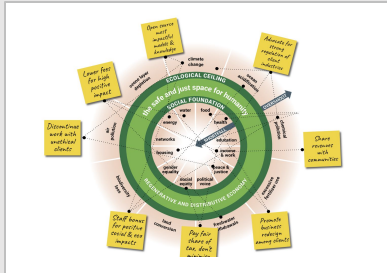 Open source
most
impactful
models &
knowledge
Advocate for
strong
regulation of
client
industries
Lower fees for
high positive
impact
Discontinue
work with
unethical
clients
Share
revenues
with
communities
Staff bonus
for positive
social & eco
impacts
Pay fair
share of
tax, don't
Promote
business
redesign
among clients
climate
change
ozone layer
depletion
ocean
air
pollution
chemical
pollution
biodiversity
loss
land
conversion
freshwater
withdrawals
ECOLOGICAL CEILING
the safe and just space for humanity
SOCIAL FOUNDATION
water
food
energy
health
networks
education
housing
income
& work
gender
equality
peace &
justice
social
equity
political
voice
REGENERATIVE AND DISTRIBUTIVE ECONOMY